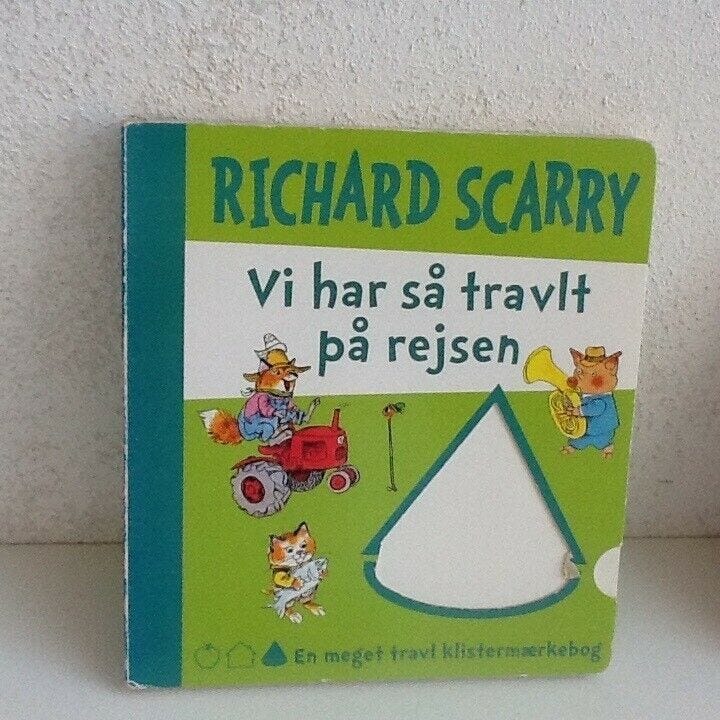 RICHARD SCARRY
Vi har så travlt
på rejsen
En meget travl klistermærkebog